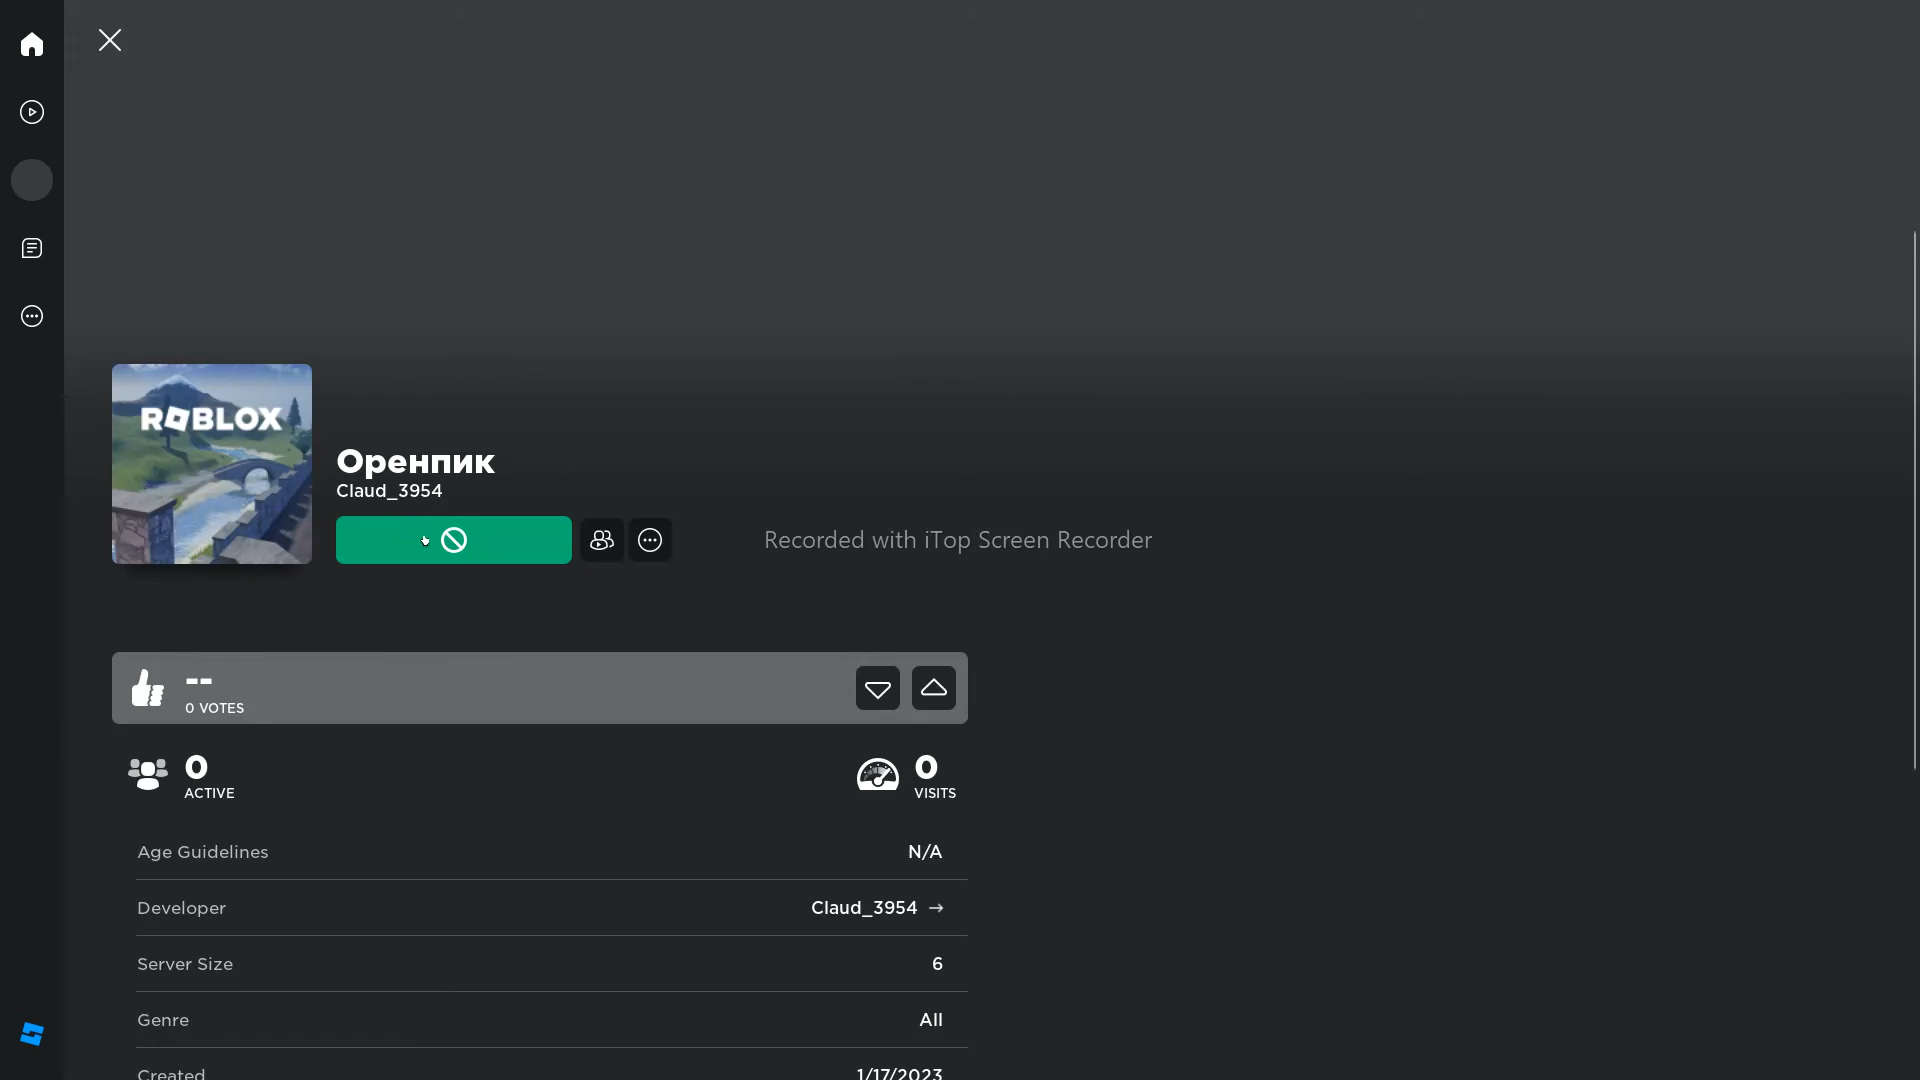 ROBLOX
Оренпик
Claud_3954
Recorded with iTop Screen Recorder
--
0 VOTES
0
ACTIVE
0
VISITS
Age Guidelines N/A
Developer Claud_3954 →
Server Size 6
Genre All
Created 1/17/2023